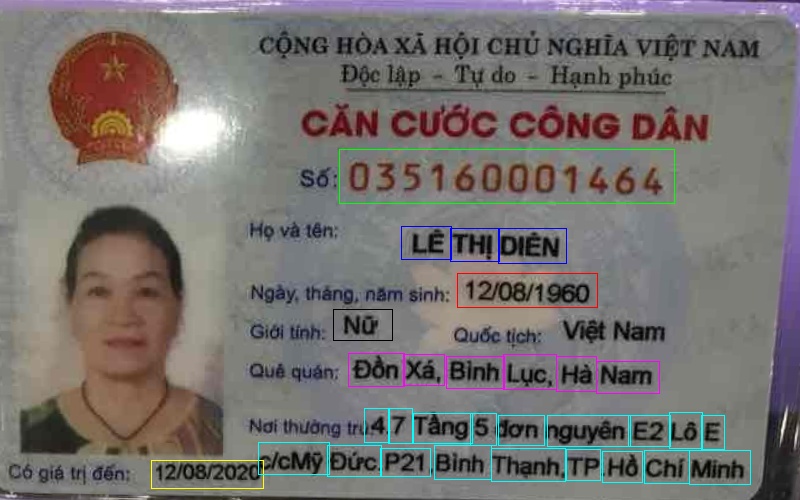 CỘNG HÒA XÃ HỘI CHỦ NGHĨA VIỆT NAM
Độc lập - Tự do - Hạnh phúc
CĂN CƯỚC CÔNG DÂN
Số: 035160001464
Họ và tên: LÊ THỊ DIÊN
Ngày, tháng, năm sinh: 12/08/1960
Giới tính: Nữ Quốc tịch: Việt Nam
Quê quán: Đồn Xá, Bình Lục, Hà Nam
Nơi thường trú: 4.7 Tầng 5 đơn nguyên E2 Lô E
c/cMỹ Đức, P21, Bình Thạnh, TP.Hồ Chí Minh
Có giá trị đến: 12/08/2020